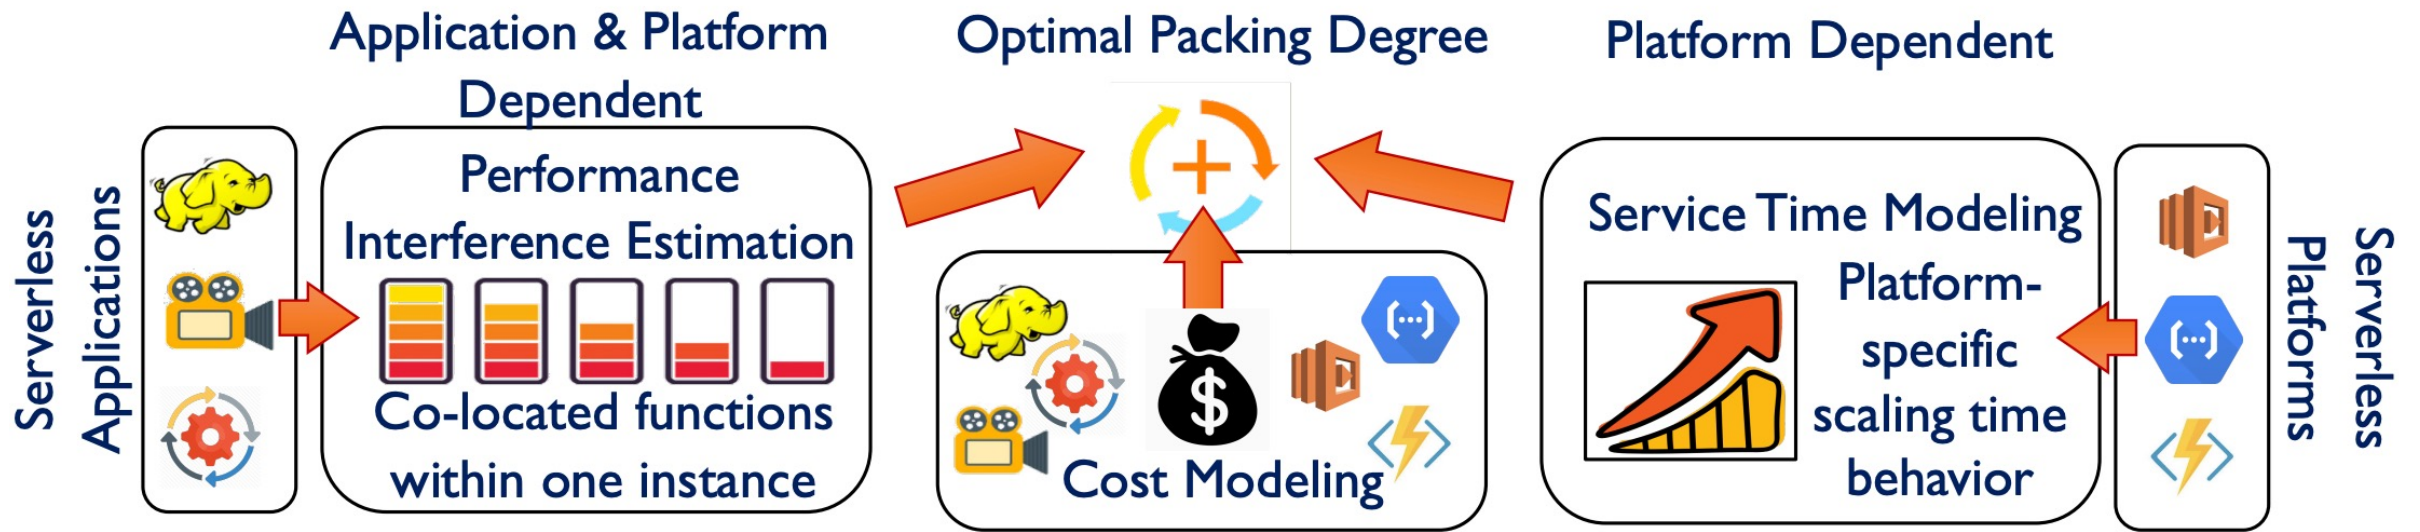 Application & Platform
Dependent
Optimal Packing Degree
Platform Dependent
Serverless
Applications
Performance
Interference Estimation
Co-located functions
within one instance
$
Cost Modeling
Service Time Modeling
Platform-
specific
scaling time
behavior
Serverless
Platforms